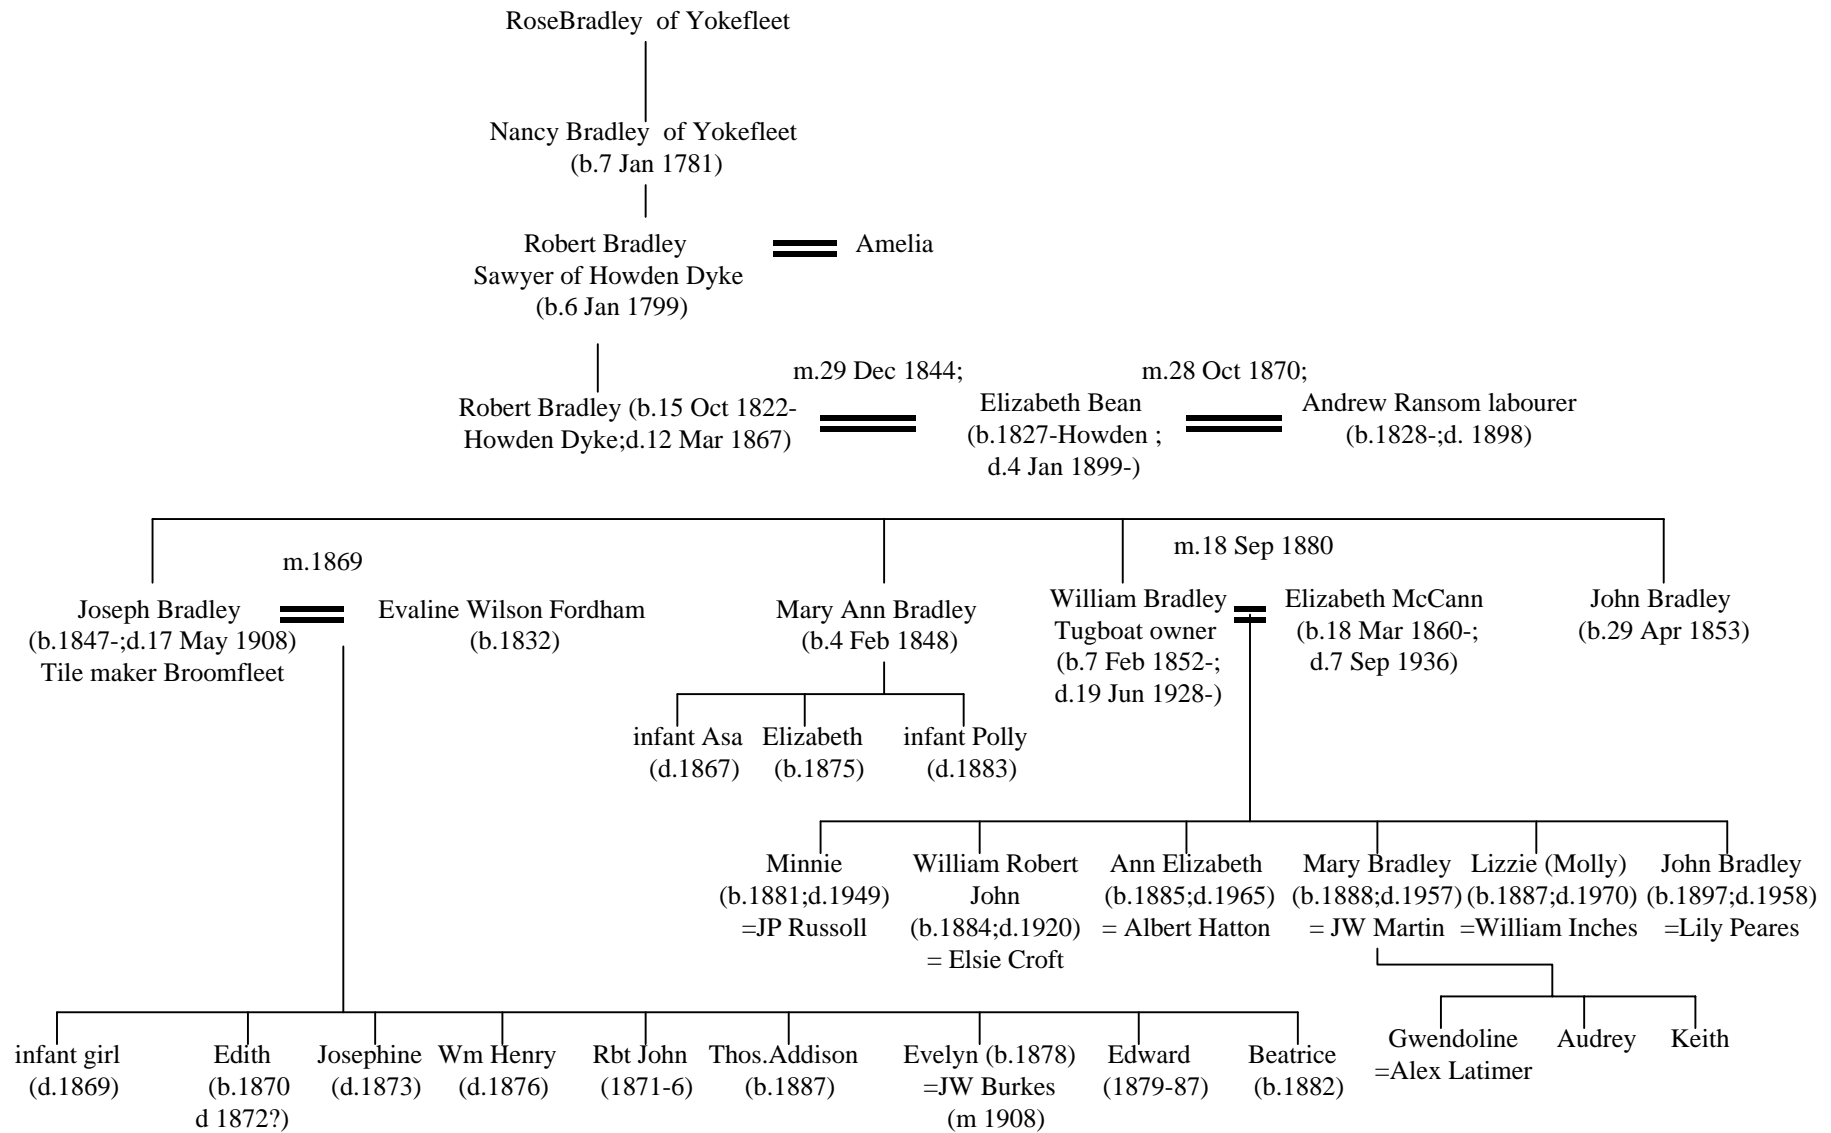 RoseBradley of Yokefleet
Nancy Bradley of Yokefleet
(b.7 Jan 1781)
Robert Bradley
Sawyer of Howden Dyke
(b.6 Jan 1799)
Amelia
m.29 Dec 1844;
m.28 Oct 1870;
Robert Bradley (b.15 Oct 1822-
Howden Dyke;d.12 Mar 1867)
Elizabeth Bean
(b.1827-Howden ;
d.4 Jan 1899-)
Andrew Ransom labourer
(b.1828-;d. 1898)
m.1869
m.18 Sep 1880
Joseph Bradley
(b.1847-;d.17 May 1908)
Tile maker Broomfleet
Evaline Wilson Fordham
(b.1832)
Mary Ann Bradley
(b.4 Feb 1848)
William Bradley
Tugboat owner
(b.7 Feb 1852-;
d.19 Jun 1928-)
Elizabeth McCann
(b.18 Mar 1860-;
d.7 Sep 1936)
John Bradley
(b.29 Apr 1853)
infant Asa
(d.1867)
Elizabeth
(b.1875)
infant Polly
(d.1883)
Minnie
(b.1881;d.1949)
=JP Russoll
William Robert
John
(b.1884;d.1920)
= Elsie Croft
Ann Elizabeth
(b.1885;d.1965)
= Albert Hatton
Mary Bradley
(b.1888;d.1957)
= JW Martin
Lizzie (Molly)
(b.1887;d.1970)
=William Inches
John Bradley
(b.1897;d.1958)
=Lily Peares
infant girl
(d.1869)
Edith
(b.1870
d 1872?)
Josephine
(d.1873)
Wm Henry
(d.1876)
Rbt John
(1871-6)
Thos.Addison
(b.1887)
Evelyn (b.1878)
=JW Burkes
(m 1908)
Edward
(1879-87)
Beatrice
(b.1882)
Gwendoline
=Alex Latimer
Audrey
Keith